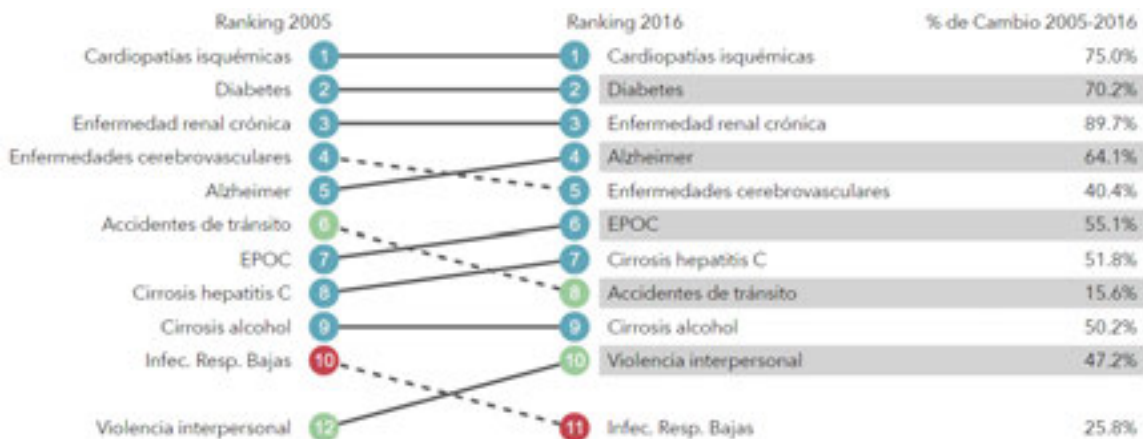 Ranking 2005 Ranking 2016 % de Cambio 2005-2016
Cardiopatías isquémicas 1 1 Cardiopatías isquémicas 75.0%
Diabetes 2 2 Diabetes 70.2%
Enfermedad renal crónica 3 3 Enfermedad renal crónica 89.7%
Enfermedades cerebrovasculares 4 4 Alzheimer 64.1%
Alzheimer 5 5 Enfermedades cerebrovasculares 40.4%
Accidentes de tránsito 6 6 EPOC 55.1%
EPOC 7 7 Cirrosis hepatitis C 51.8%
Cirrosis hepatitis C 8 8 Accidentes de tránsito 15.6%
Cirrosis alcohol 9 9 Cirrosis alcohol 50.2%
Infec. Resp. Bajas 10 10 Violencia interpersonal 47.2%
Violencia interpersonal 12 11 Infec. Resp. Bajas 25.8%